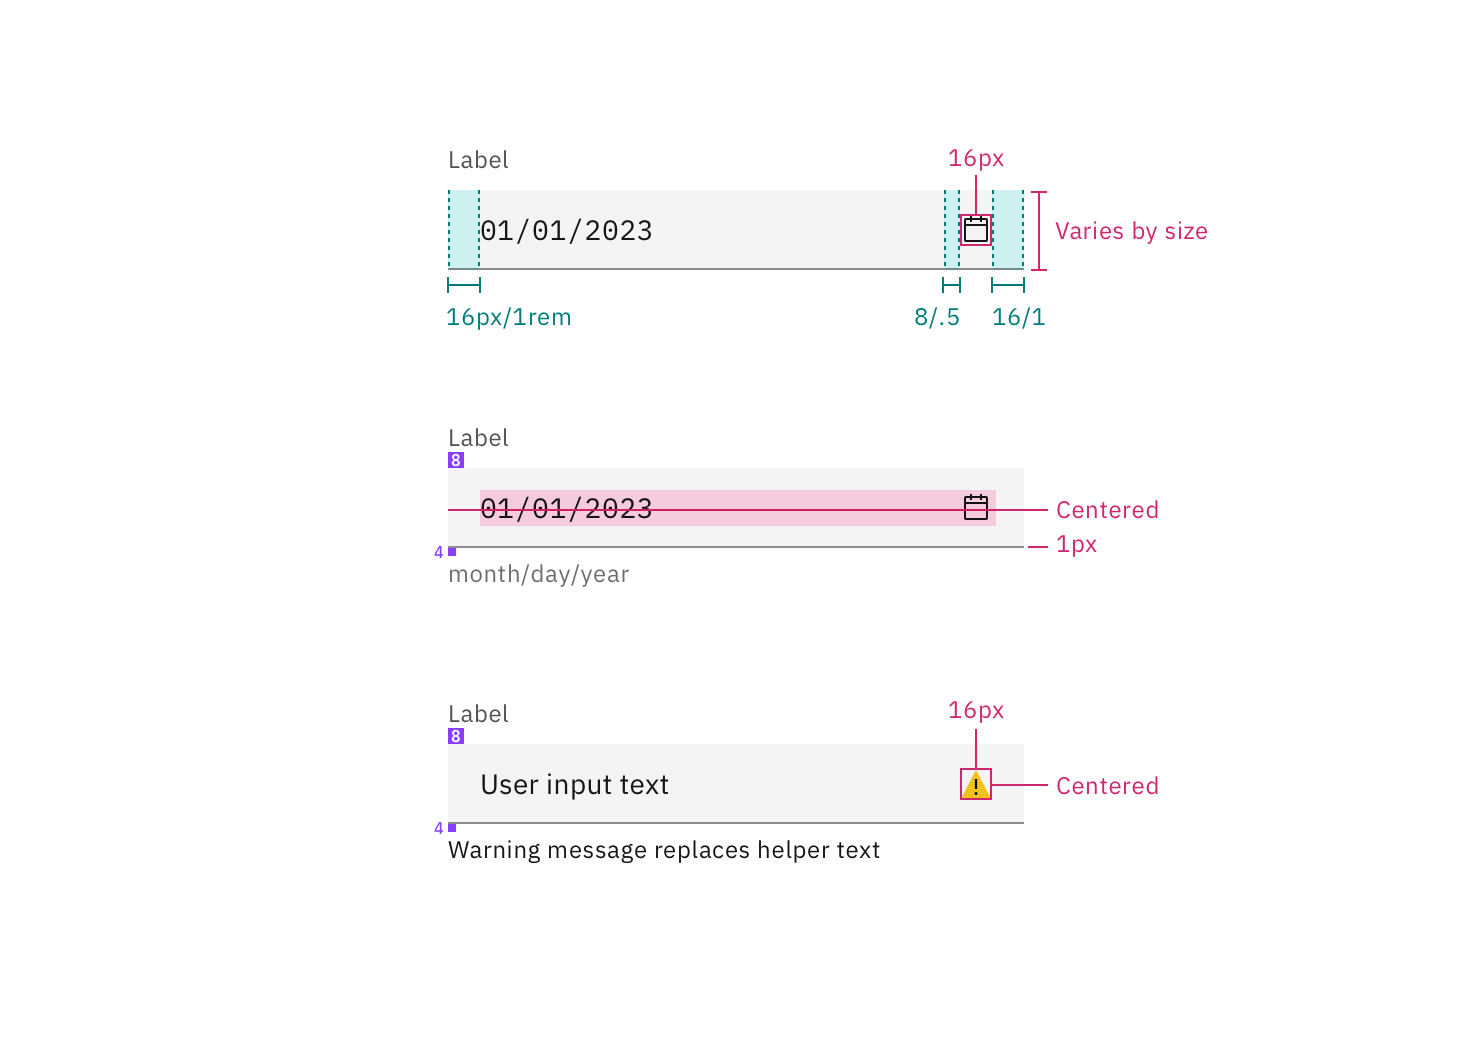 Label
16px
01/01/2023
Varies by size
16px/1rem
8/.5
16/1
Label
8
01/01/2023
Centered
1px
4
month/day/year
Label
16px
8
User input text
Centered
4
Warning message replaces helper text